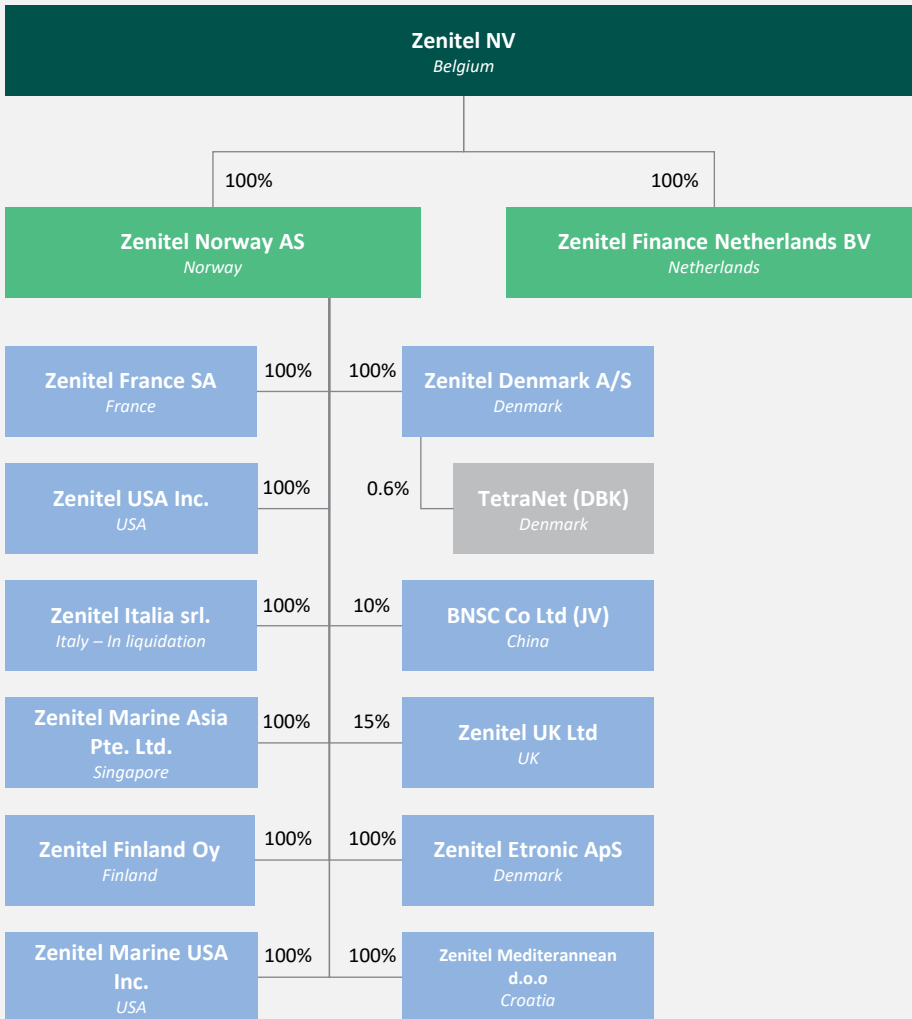 Zenitel NV
Belgium
100%
100%
Zenitel Norway AS
Norway
Zenitel Finance Netherlands BV
Netherlands
Zenitel France SA
France
100%
100%
Zenitel Denmark A/S
Denmark
Zenitel USA Inc.
USA
100%
0.6%
TetraNet (DBK)
Denmark
Zenitel Italia srl.
Italy – In liquidation
100%
10%
BNSC Co Ltd (JV)
China
Zenitel Marine Asia
Pte. Ltd.
Singapore
100%
15%
Zenitel UK Ltd
UK
Zenitel Finland Oy
Finland
100%
100%
Zenitel Etronic ApS
Denmark
Zenitel Marine USA
Inc.
USA
100%
100%
Zenitel Mediterannean
d.o.o
Croatia